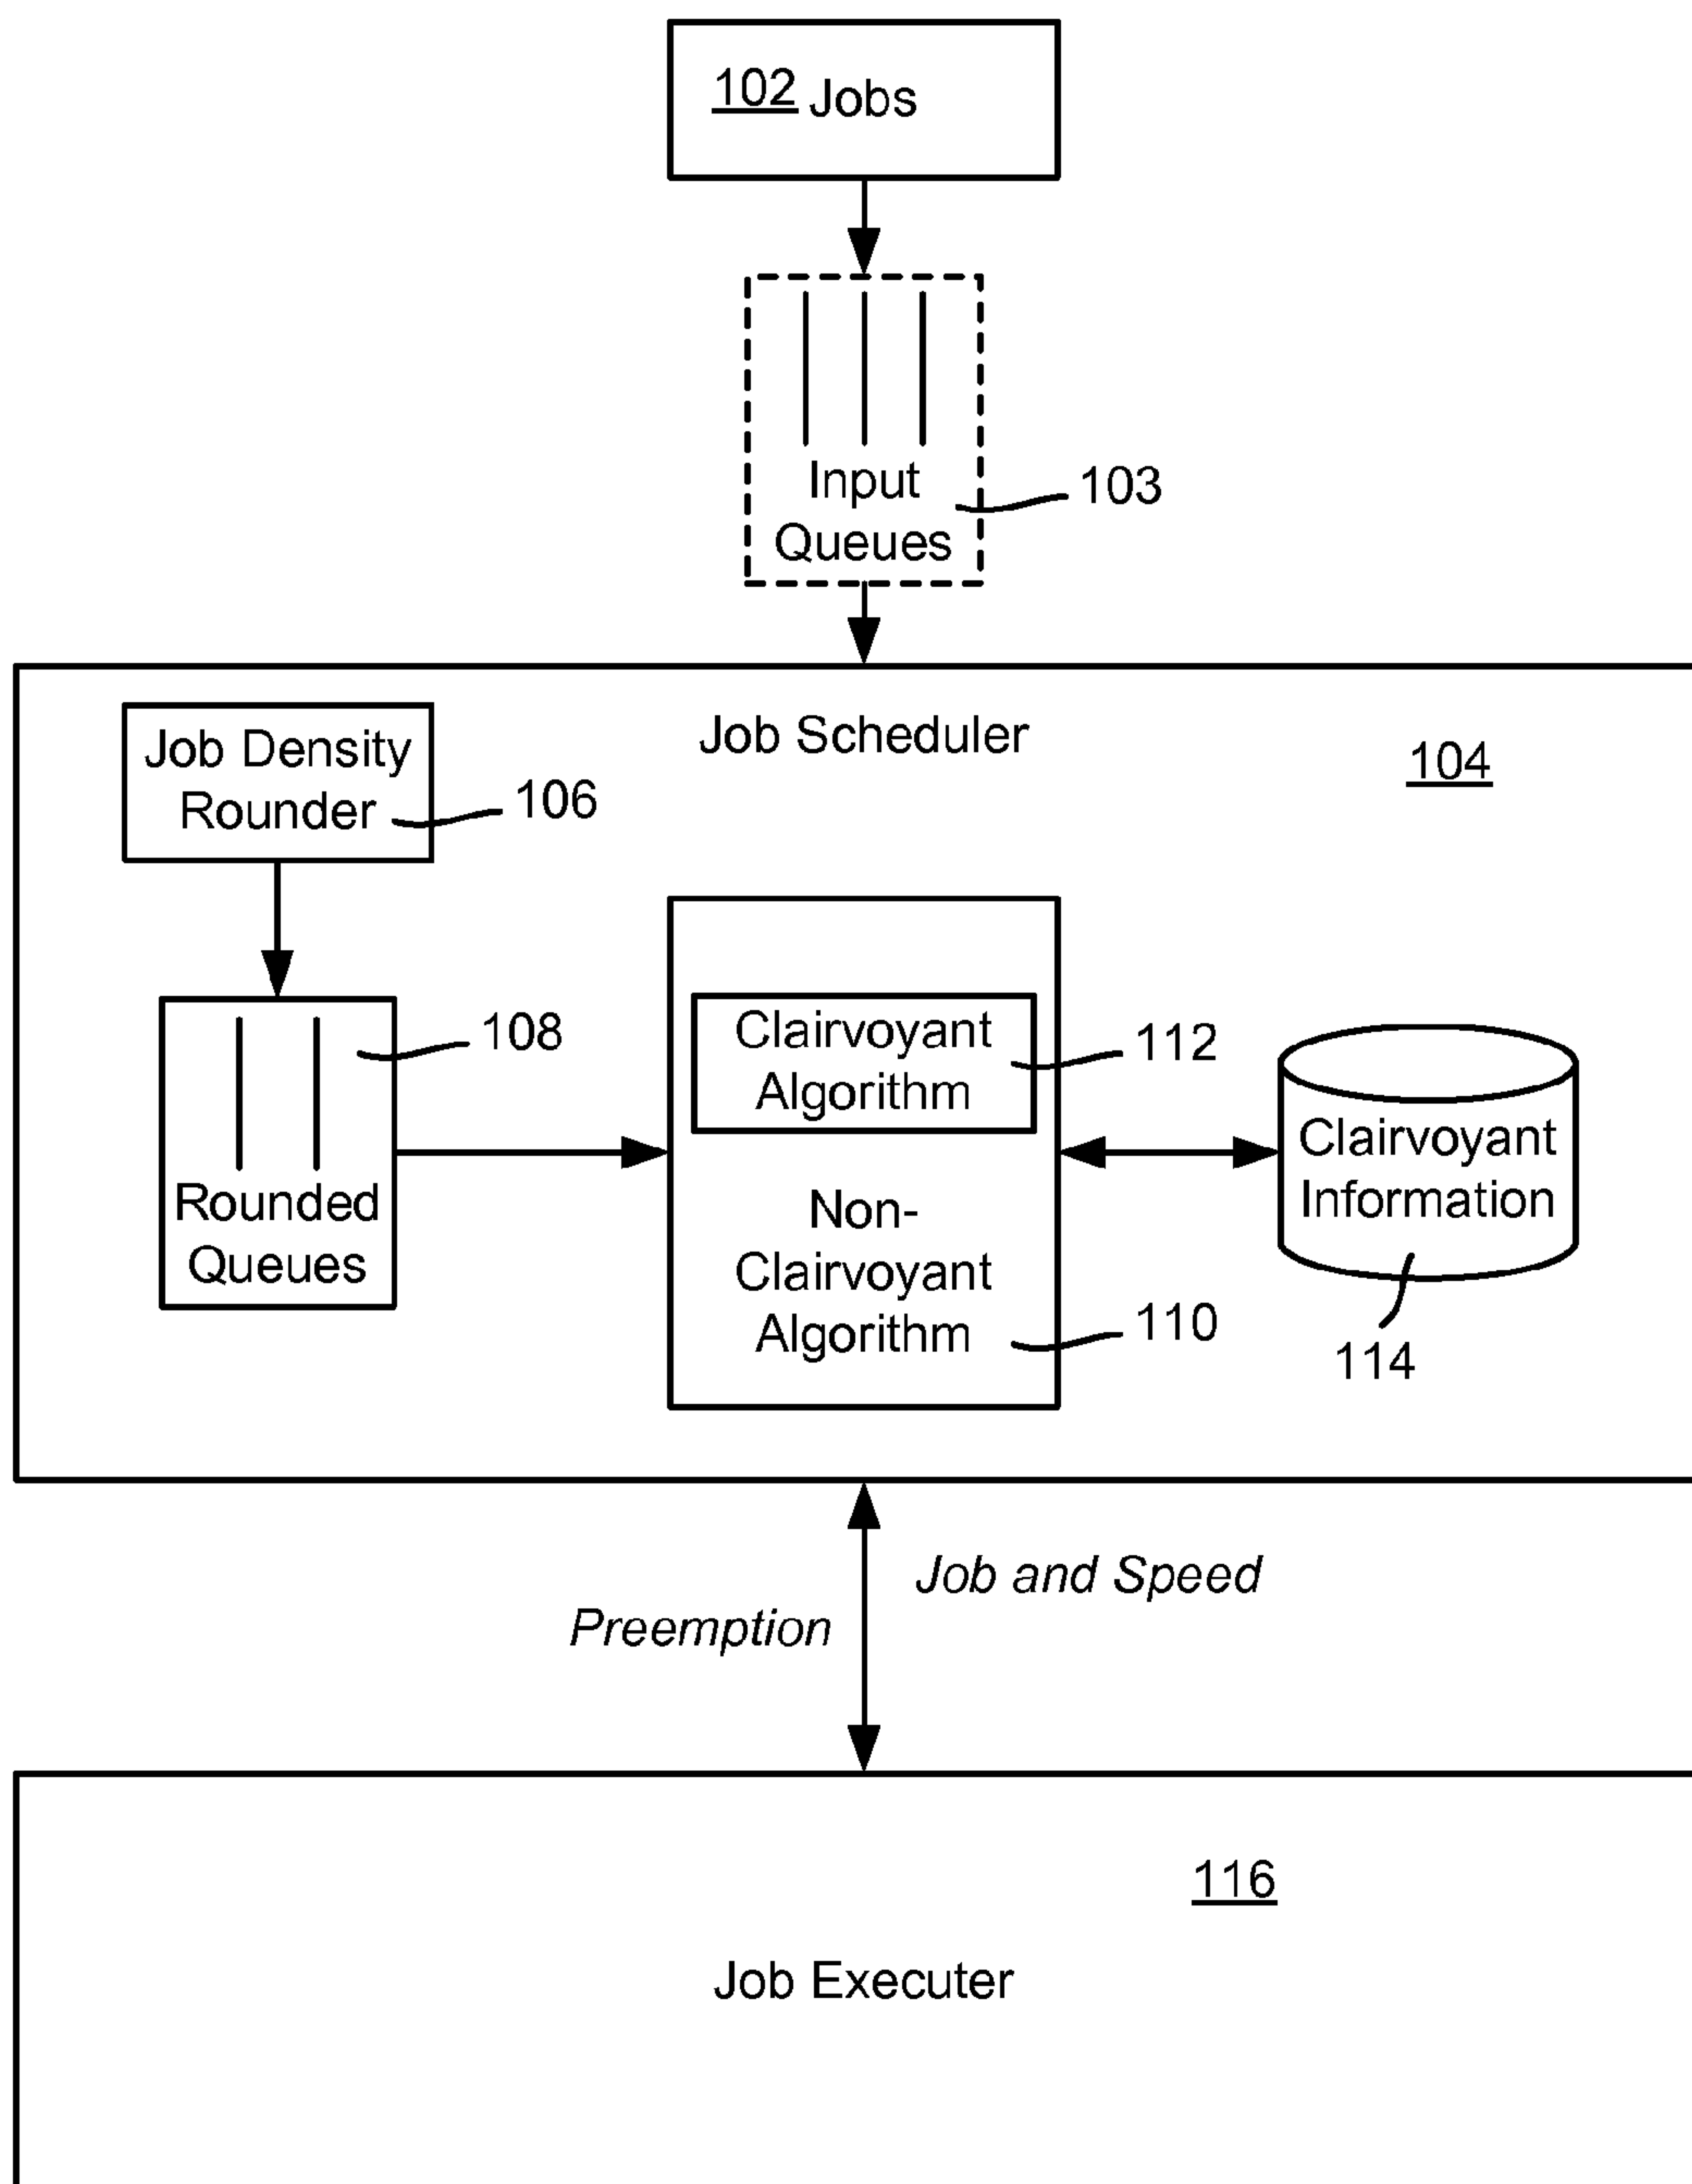 102 Jobs
Input
Queues
103
Job Scheduler
104
Job Density
Rounder
106
108
Rounded
Queues
Clairvoyant
Algorithm
112
Non-
Clairvoyant
Algorithm
110
Clairvoyant
Information
114
Job and Speed
Preemption
116
Job Executer